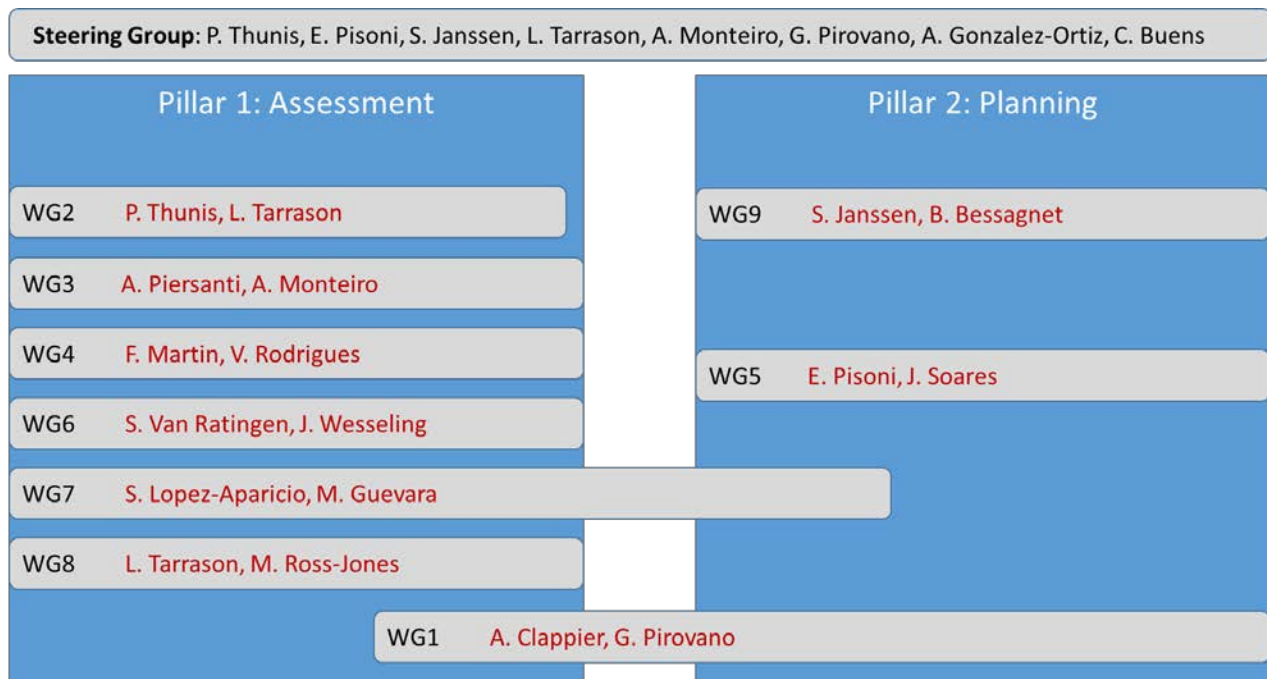 Steering Group: P. Thunis, E. Pisoni, S. Janssen, L. Tarrason, A. Monteiro, G. Pirovano, A. Gonzalez-Ortiz, C. Buens
Pillar 1: Assessment
WG2 P. Thunis, L. Tarrason
WG3 A. Piersanti, A. Monteiro
WG4 F. Martin, V. Rodrigues
WG6 S. Van Ratingen, J. Wesseling
WG7 S. Lopez-Aparicio, M. Guevara
WG8 L. Tarrason, M. Ross-Jones
WG1 A. Clappier, G. Pirovano
Pillar 2: Planning
WG9 S. Janssen, B. Bessagnet
WG5 E. Pisoni, J. Soares